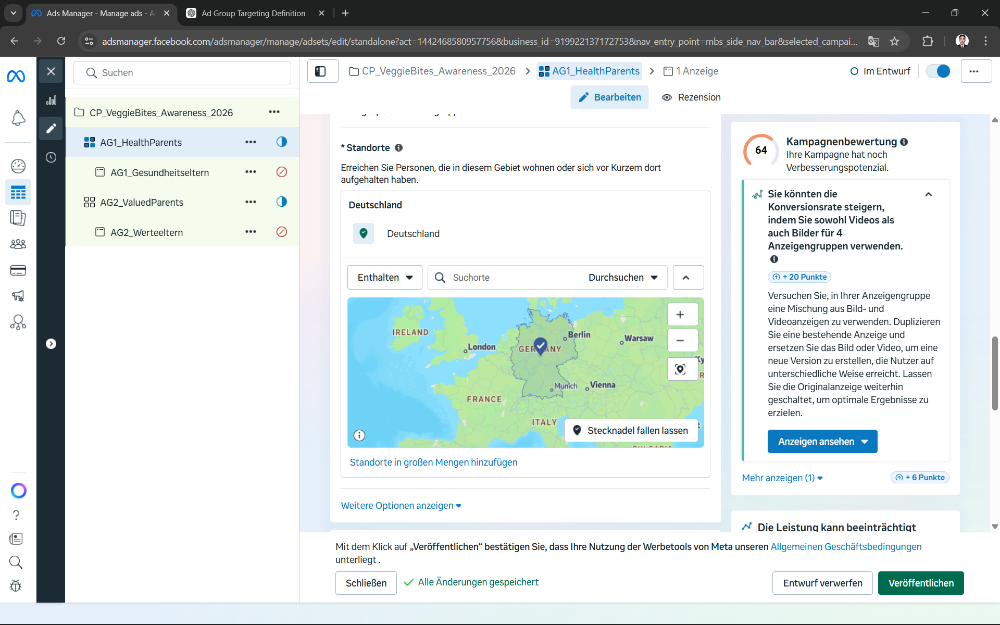 Ads Manager - Manage ads - A
Ad Group Targeting Definition
adsmanager.facebook.com/adsmanager/manage/adsets/edit/standalone?act=1442468580957756&business_id=919922137172753&nav_entry_point=mbs_side_nav_bar&selected_campai...
Suchen
CP_VeggieBites_Awareness_2026
AG1_HealthParents
AG1_Gesundheitseltern
AG2_ValuedParents
AG2_Werteeltern
CP_VeggieBites_Awareness_2026
AG1_HealthParents
1 Anzeige
Im Entwurf
Bearbeiten
Rezension
* Standorte
Erreichen Sie Personen, die in diesem Gebiet wohnen oder sich vor Kurzem dort
aufgehalten haben.
Deutschland
Deutschland
Enthalten
Suchorte
Durchsuchen
IRELAND
London
Berlin
Warsaw
GERMANY
Ky
Munich
Vienna
FRANCE
ITALY
BULGARIA
Stecknadel fallen lassen
Standorte in großen Mengen hinzufügen
Weitere Optionen anzeigen
64
Kampagnenbewertung
Ihre Kampagne hat noch
Verbesserungspotenzial.
Sie könnten die
Konversionsrate steigern,
indem Sie sowohl Videos als
auch Bilder für 4
Anzeigengruppen verwenden.
+ 20 Punkte
Versuchen Sie, in Ihrer Anzeigengruppe
eine Mischung aus Bild- und
Videoanzeigen zu verwenden. Duplizieren
Sie eine bestehende Anzeige und
ersetzen Sie das Bild oder Video, um eine
neue Version zu erstellen, die Nutzer auf
unterschiedliche Weise erreicht. Lassen
Sie die Originalanzeige weiterhin
geschaltet, um optimale Ergebnisse zu
erzielen.
Anzeigen ansehen
Mehr anzeigen (1)
+ 6 Punkte
Die Leistung kann beeinträchtigt
Mit dem Klick auf „Veröffentlichen“ bestätigen Sie, dass Ihre Nutzung der Werbetools von Meta unseren Allgemeinen Geschäftsbedingungen
unterliegt .
Schließen
Alle Änderungen gespeichert
Entwurf verwerfen
Veröffentlichen